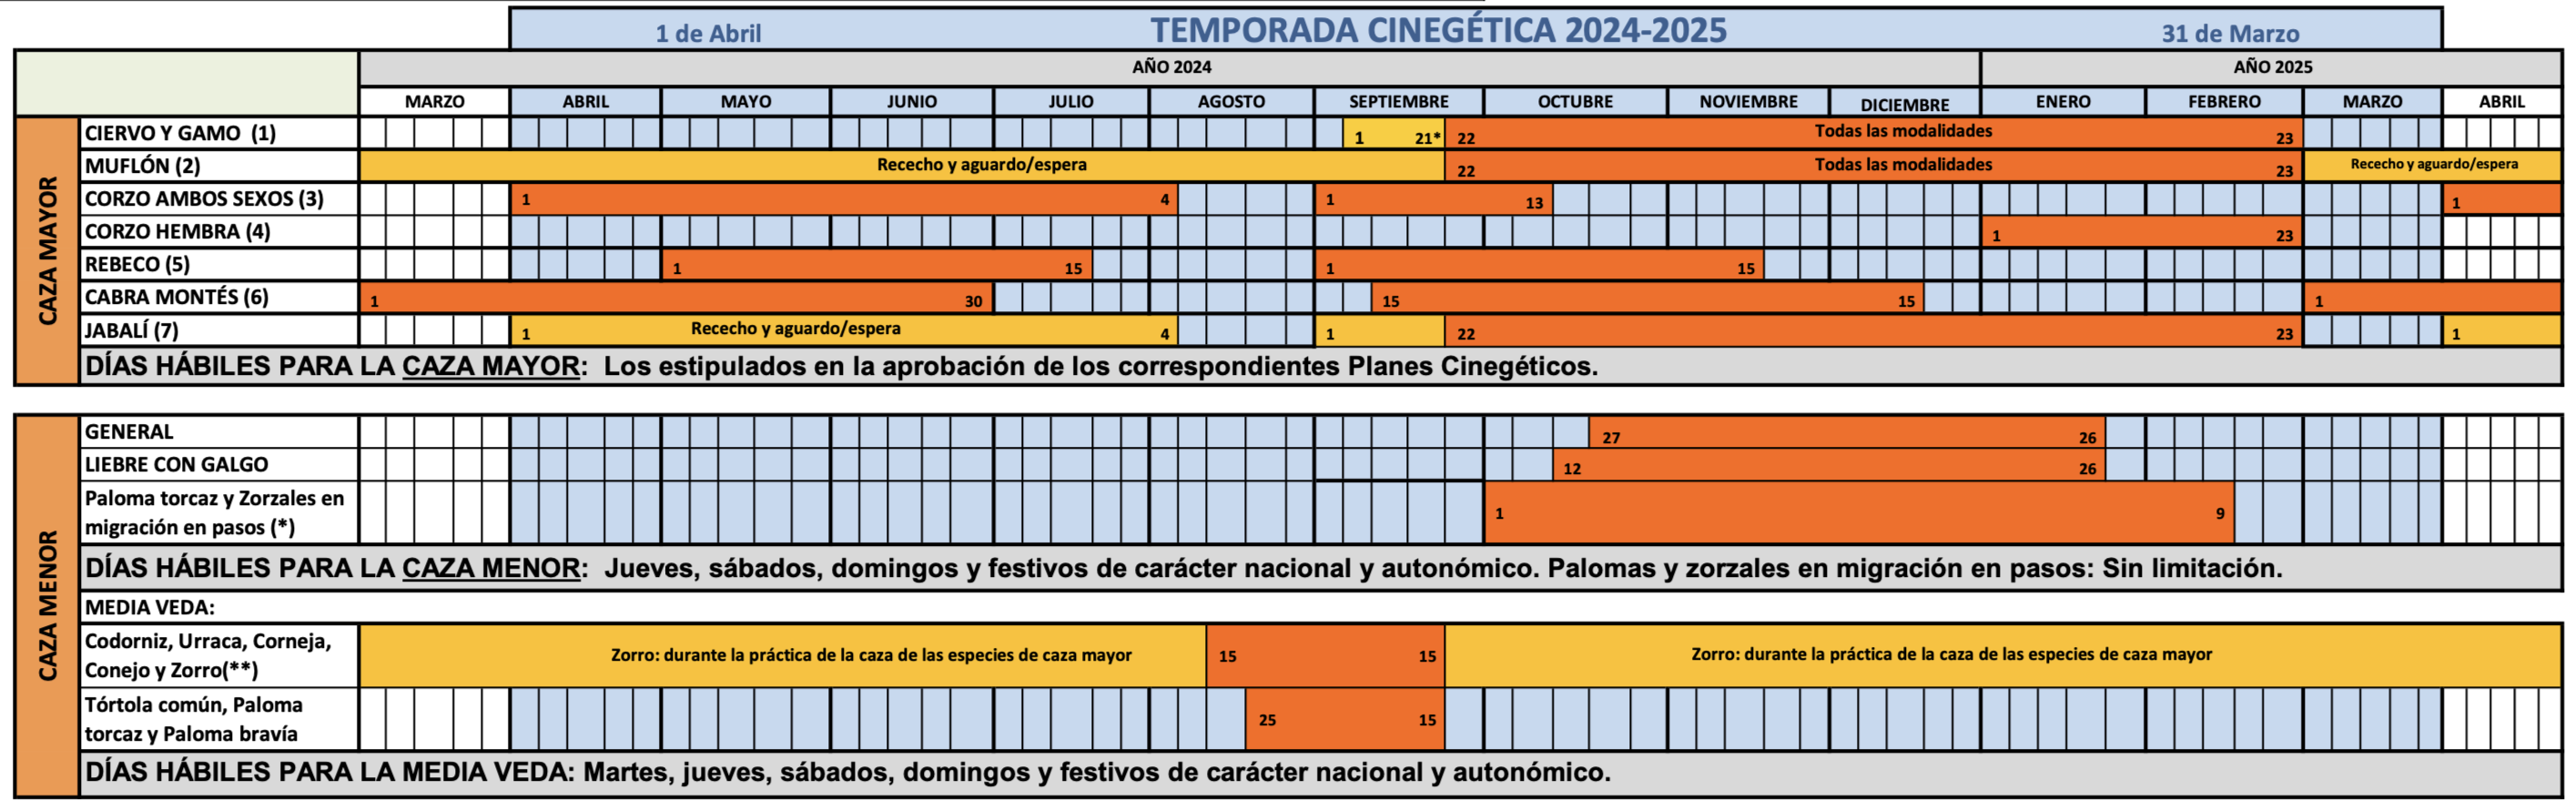 1 de Abril TEMPORADA CINEGÉTICA 2024-2025 31 de Marzo
AÑO 2024 AÑO 2025
MARZO ABRIL MAYO JUNIO JULIO AGOSTO SEPTIEMBRE OCTUBRE NOVIEMBRE DICIEMBRE ENERO FEBRERO MARZO ABRIL
CAZA MAYOR
CIERVO Y GAMO (1) 1 21* 22 Todas las modalidades 23
MUFLÓN (2) Rececho y aguardo/espera 22 Todas las modalidades 23 Rececho y aguardo/espera
CORZO AMBOS SEXOS (3) 1 4 1 13 1
CORZO HEMBRA (4) 1 23
REBECO (5) 1 15 1 15
CABRA MONTÉS (6) 1 30 15 15 1
JABALÍ (7) 1 Rececho y aguardo/espera 4 1 22 23 1
DÍAS HÁBILES PARA LA CAZA MAYOR: Los estipulados en la aprobación de los correspondientes Planes Cinegéticos.
CAZA MENOR
GENERAL 27 26
LIEBRE CON GALGO 12 26
Paloma torcaz y Zorzales en
migración en pasos (*) 1 9
DÍAS HÁBILES PARA LA CAZA MENOR: Jueves, sábados, domingos y festivos de carácter nacional y autonómico. Palomas y zorzales en migración en pasos: Sin limitación.
MEDIA VEDA:
Codorniz, Urraca, Corneja,
Conejo y Zorro(**) Zorro: durante la práctica de la caza de las especies de caza mayor 15 15 Zorro: durante la práctica de la caza de las especies de caza mayor
Tórtola común, Paloma
torcaz y Paloma bravía 25 15
DÍAS HÁBILES PARA LA MEDIA VEDA: Martes, jueves, sábados, domingos y festivos de carácter nacional y autonómico.